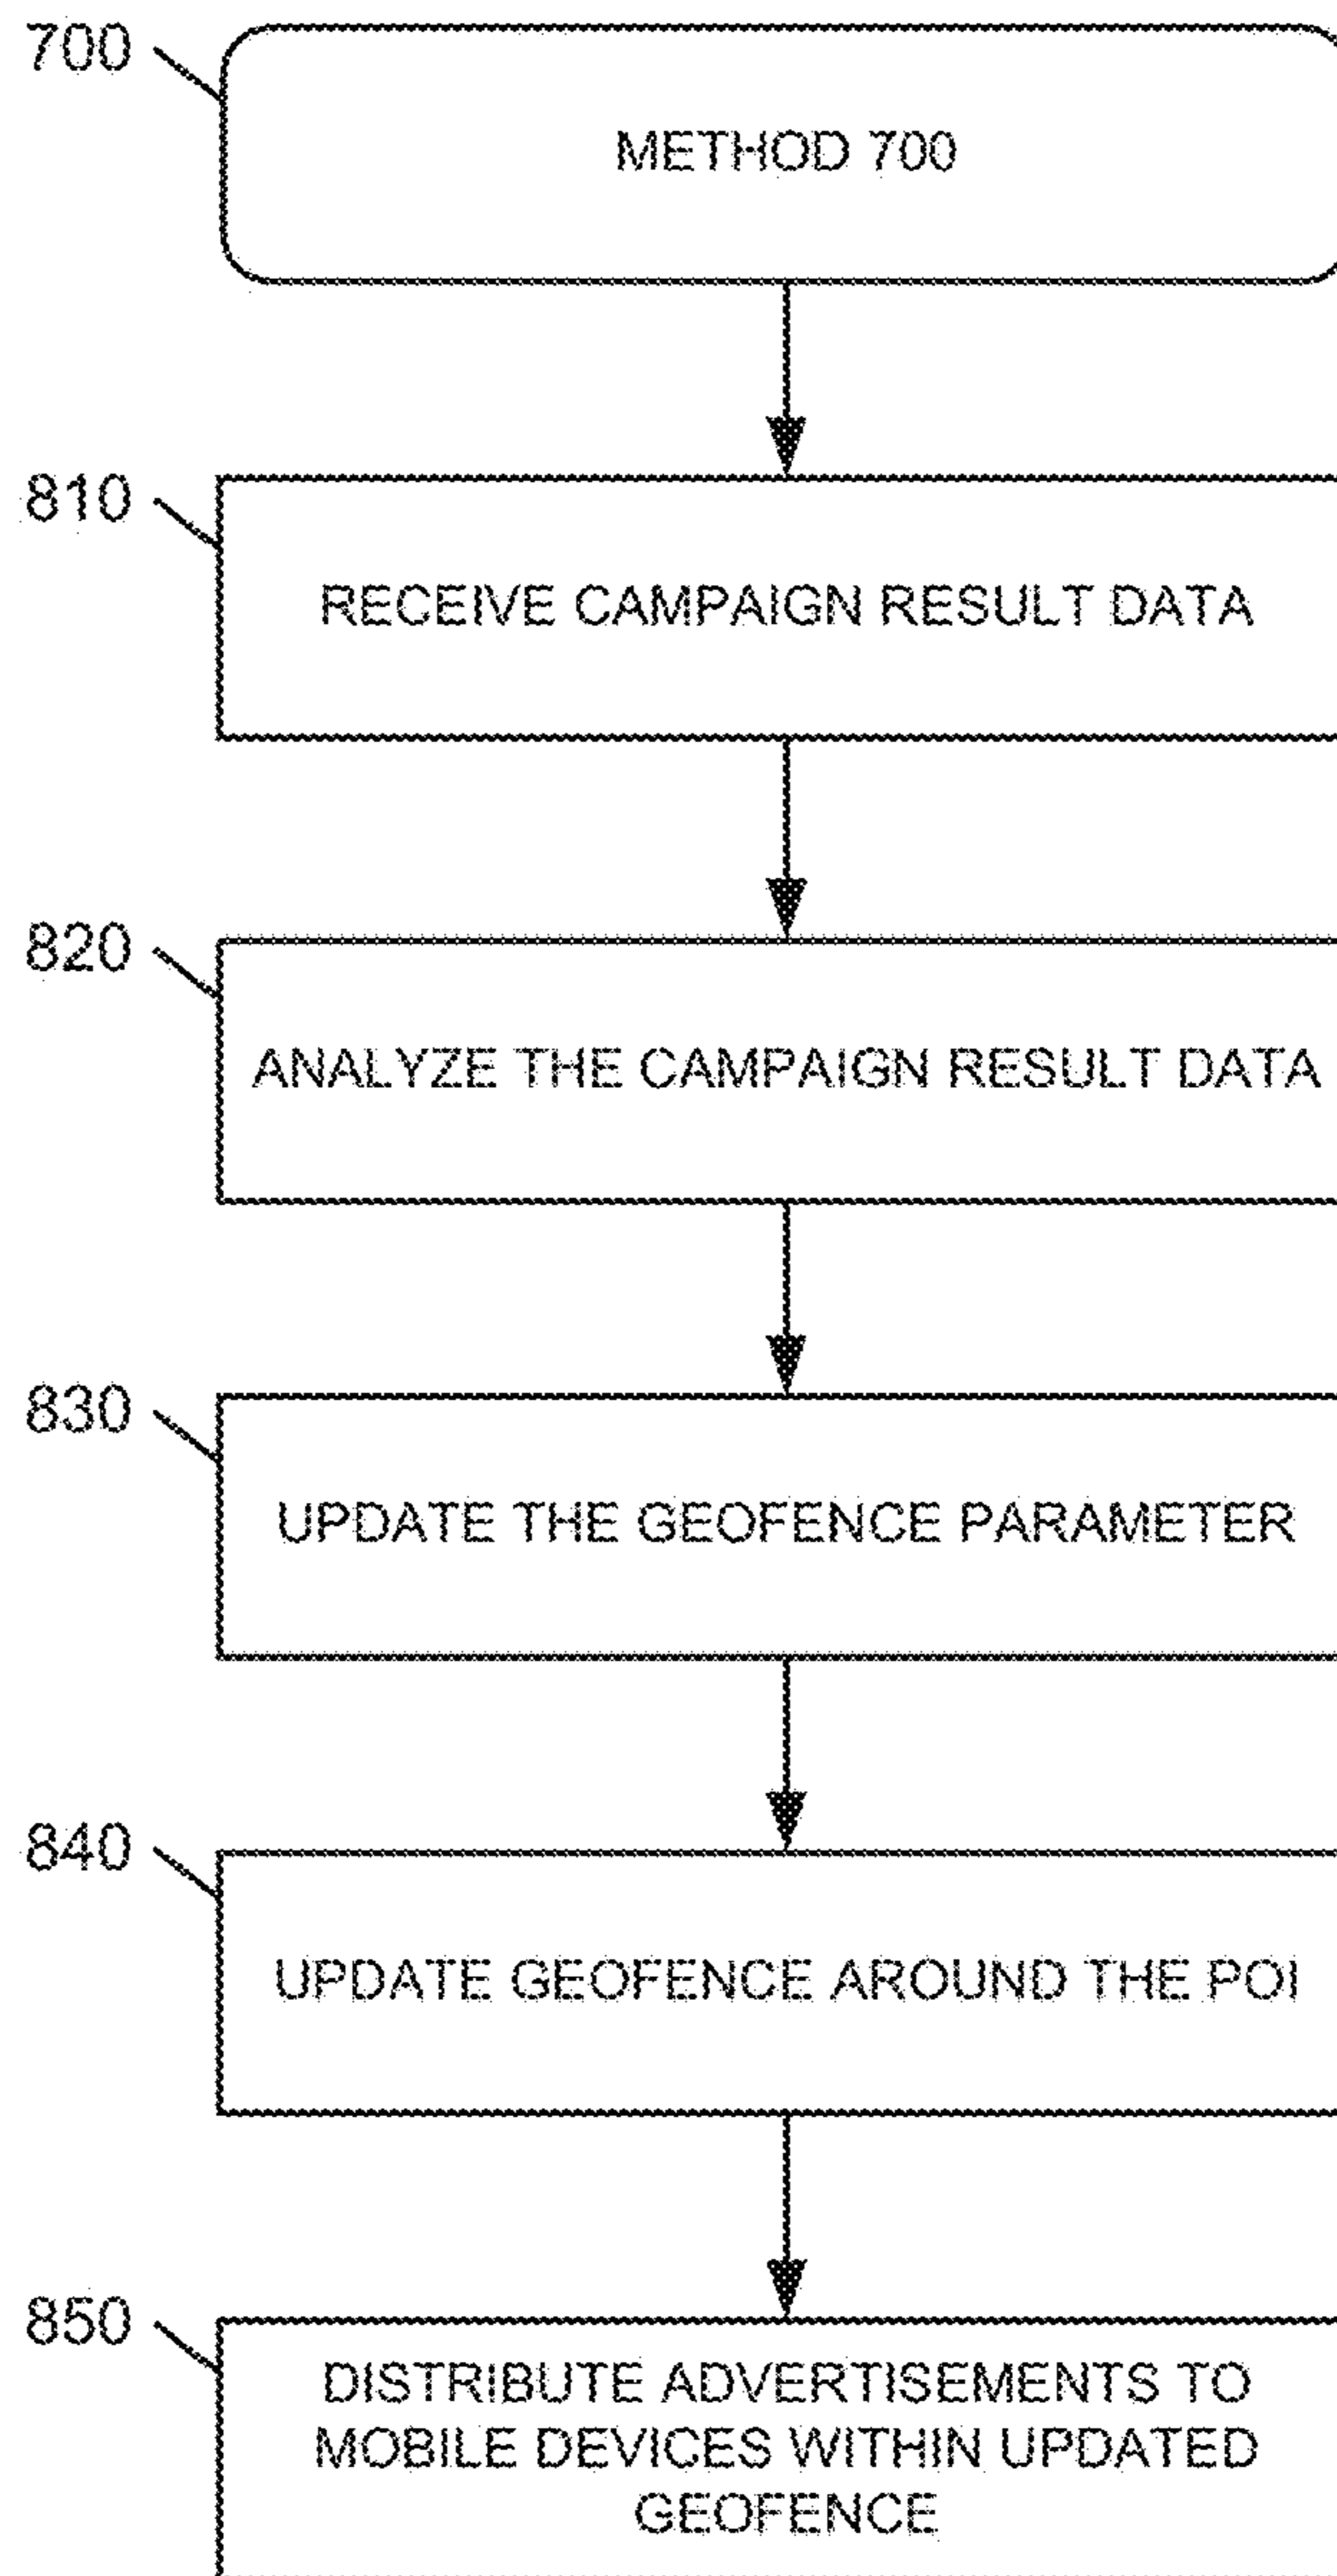 700
METHOD 700
810
RECEIVE CAMPAIGN RESULT DATA
820
ANALYZE THE CAMPAIGN RESULT DATA
830
UPDATE THE GEOFENCE PARAMETER
840
UPDATE GEOFENCE AROUND THE POI
850
DISTRIBUTE ADVERTISEMENTS TO
MOBILE DEVICES WITHIN UPDATED
GEOFENCE